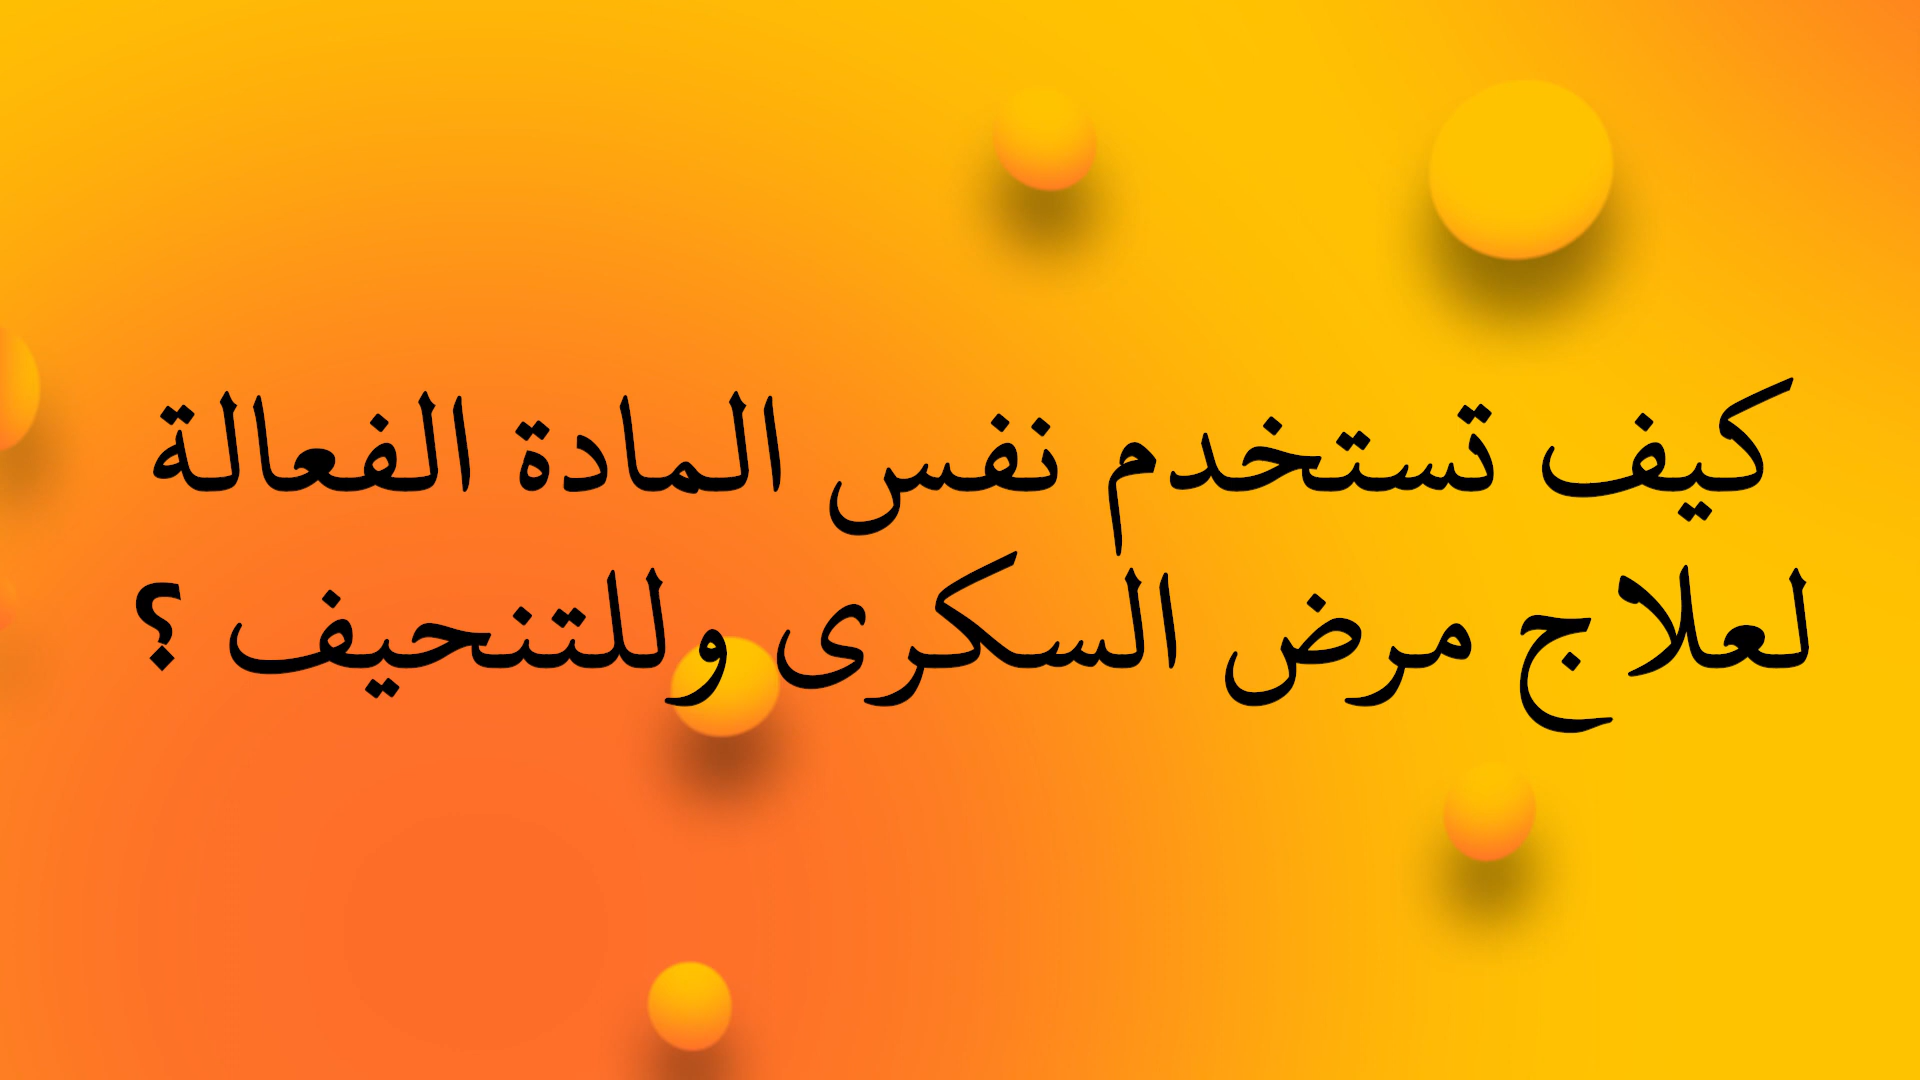 كيف تستخدم نفس المادة الفعالة
لعلاج مرض السكرى وللتنحيف ؟